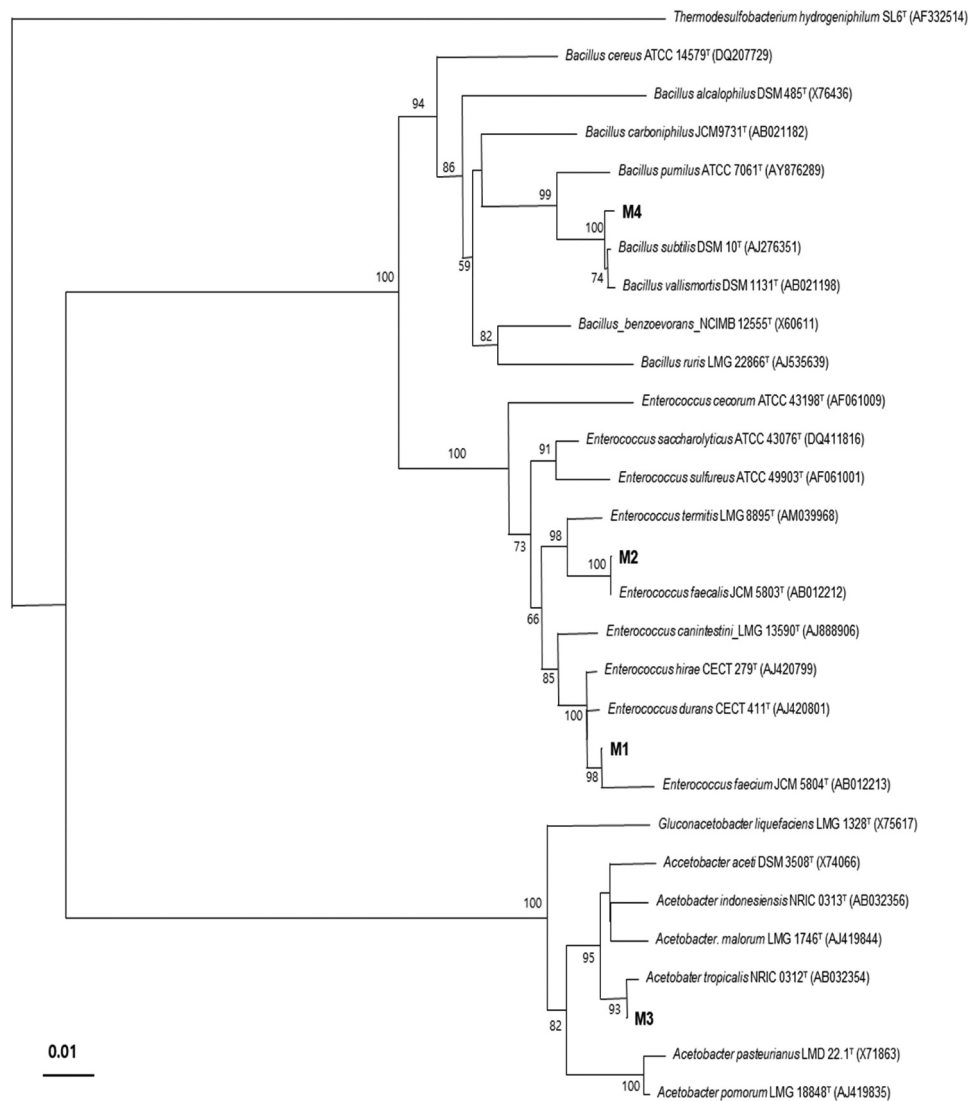 Thermodesulfobacterium hydrogeniphilum SL6ᵀ (AF332514)
Bacillus cereus ATCC 14579ᵀ (DQ207729)
94
Bacillus alcalophilus DSM 485ᵀ (X76436)
Bacillus carboniphilus JCM9731ᵀ (AB021182)
86
Bacillus pumilus ATCC 7061ᵀ (AY876289)
99
M4
100
Bacillus subtilis DSM 10ᵀ (AJ276351)
59
74
100
Bacillus vallismortis DSM 1131ᵀ (AB021198)
Bacillus_benzoevorans_NCIMB 12555ᵀ (X60611)
82
Bacillus ruris LMG 22866ᵀ (AJ535639)
Enterococcus cecorum ATCC 43198ᵀ (AF061009)
Enterococcus saccharolyticus ATCC 43076ᵀ (DQ411816)
91
100
Enterococcus sulfureus ATCC 49903ᵀ (AF061001)
Enterococcus termitis LMG 8895ᵀ (AM039968)
98
73
M2
100
Enterococcus faecalis JCM 5803ᵀ (AB012212)
66
Enterococcus canintestini_LMG 13590ᵀ (AJ888906)
Enterococcus hirae CECT 279ᵀ (AJ420799)
85
Enterococcus durans CECT 411ᵀ (AJ420801)
100
M1
98
Enterococcus faecium JCM 5804ᵀ (AB012213)
Gluconacetobacter liquefaciens LMG 1328ᵀ (X75617)
Accetobacter aceti DSM 3508ᵀ (X74066)
100
Acetobacter indonesiensis NRIC 0313ᵀ (AB032356)
Acetobacter. malorum LMG 1746ᵀ (AJ419844)
95
Acetobater tropicalis NRIC 0312ᵀ (AB032354)
93
M3
82
0.01
Acetobacter pasteurianus LMD 22.1ᵀ (X71863)
100
Acetobacter pomorum LMG 18848ᵀ (AJ419835)